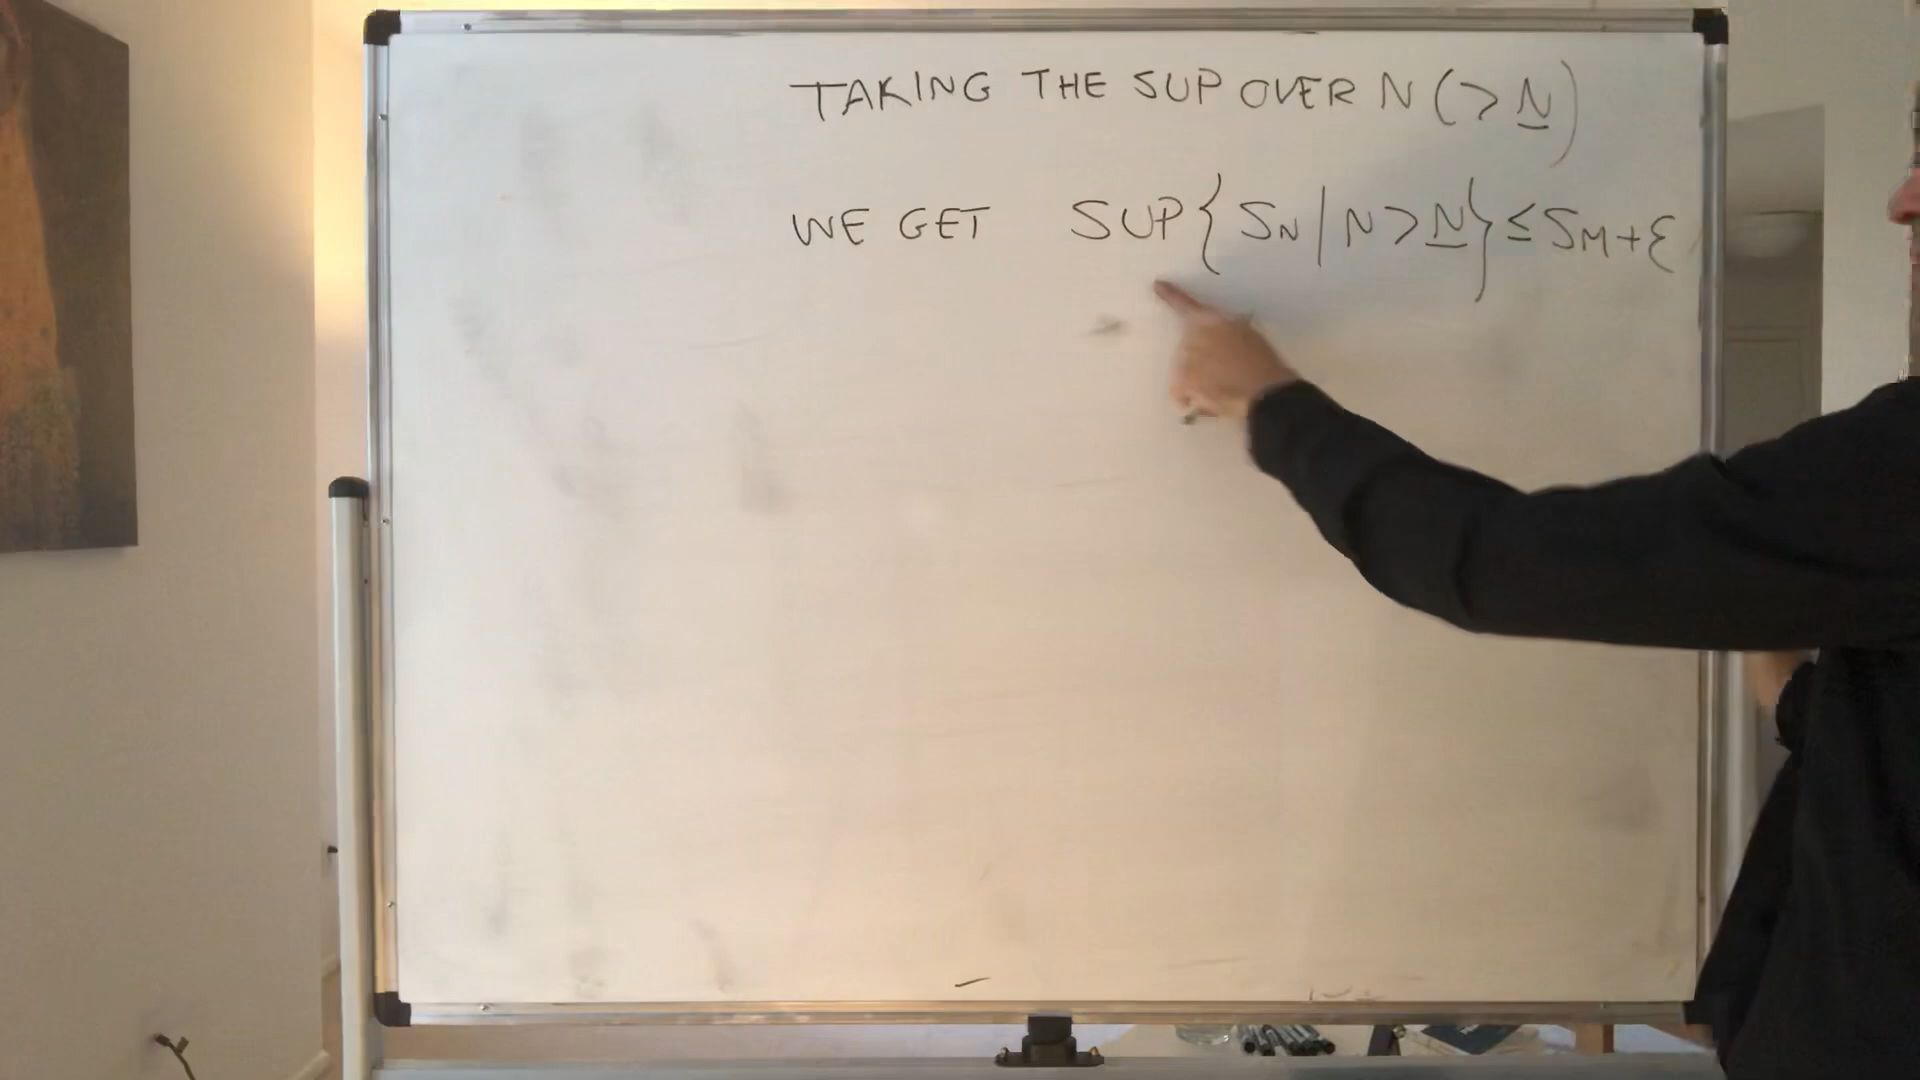 TAKING THE SUP OVER N (> N)
WE GET SUP{SN | N > N} ≤ SM + ε